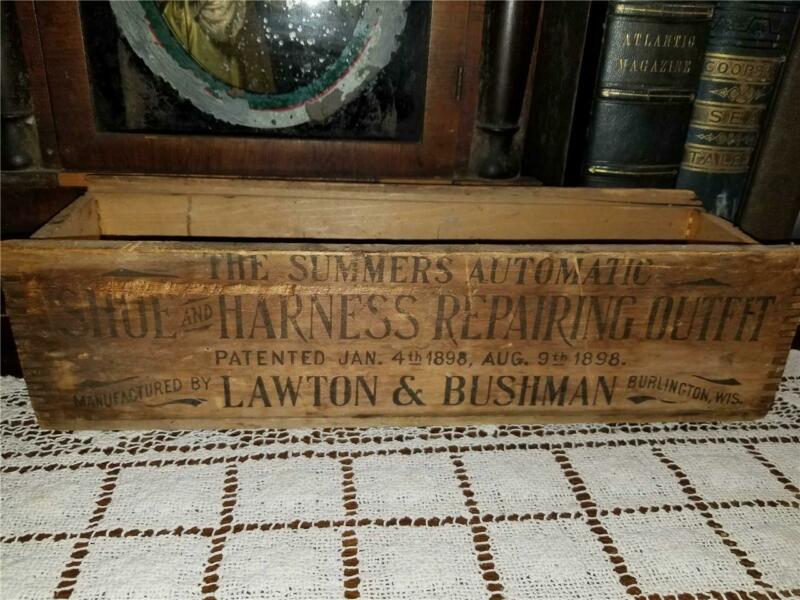 ATLANTIC
MAGAZINE
COOPER
SEA
TALES
THE SUMMERS AUTOMATIC
SHOE AND HARNESS REPAIRING OUTFIT
PATENTED JAN. 4th 1898, AUG. 9th 1898.
MANUFACTURED BY LAWTON & BUSHMAN BURLINGTON, WIS.